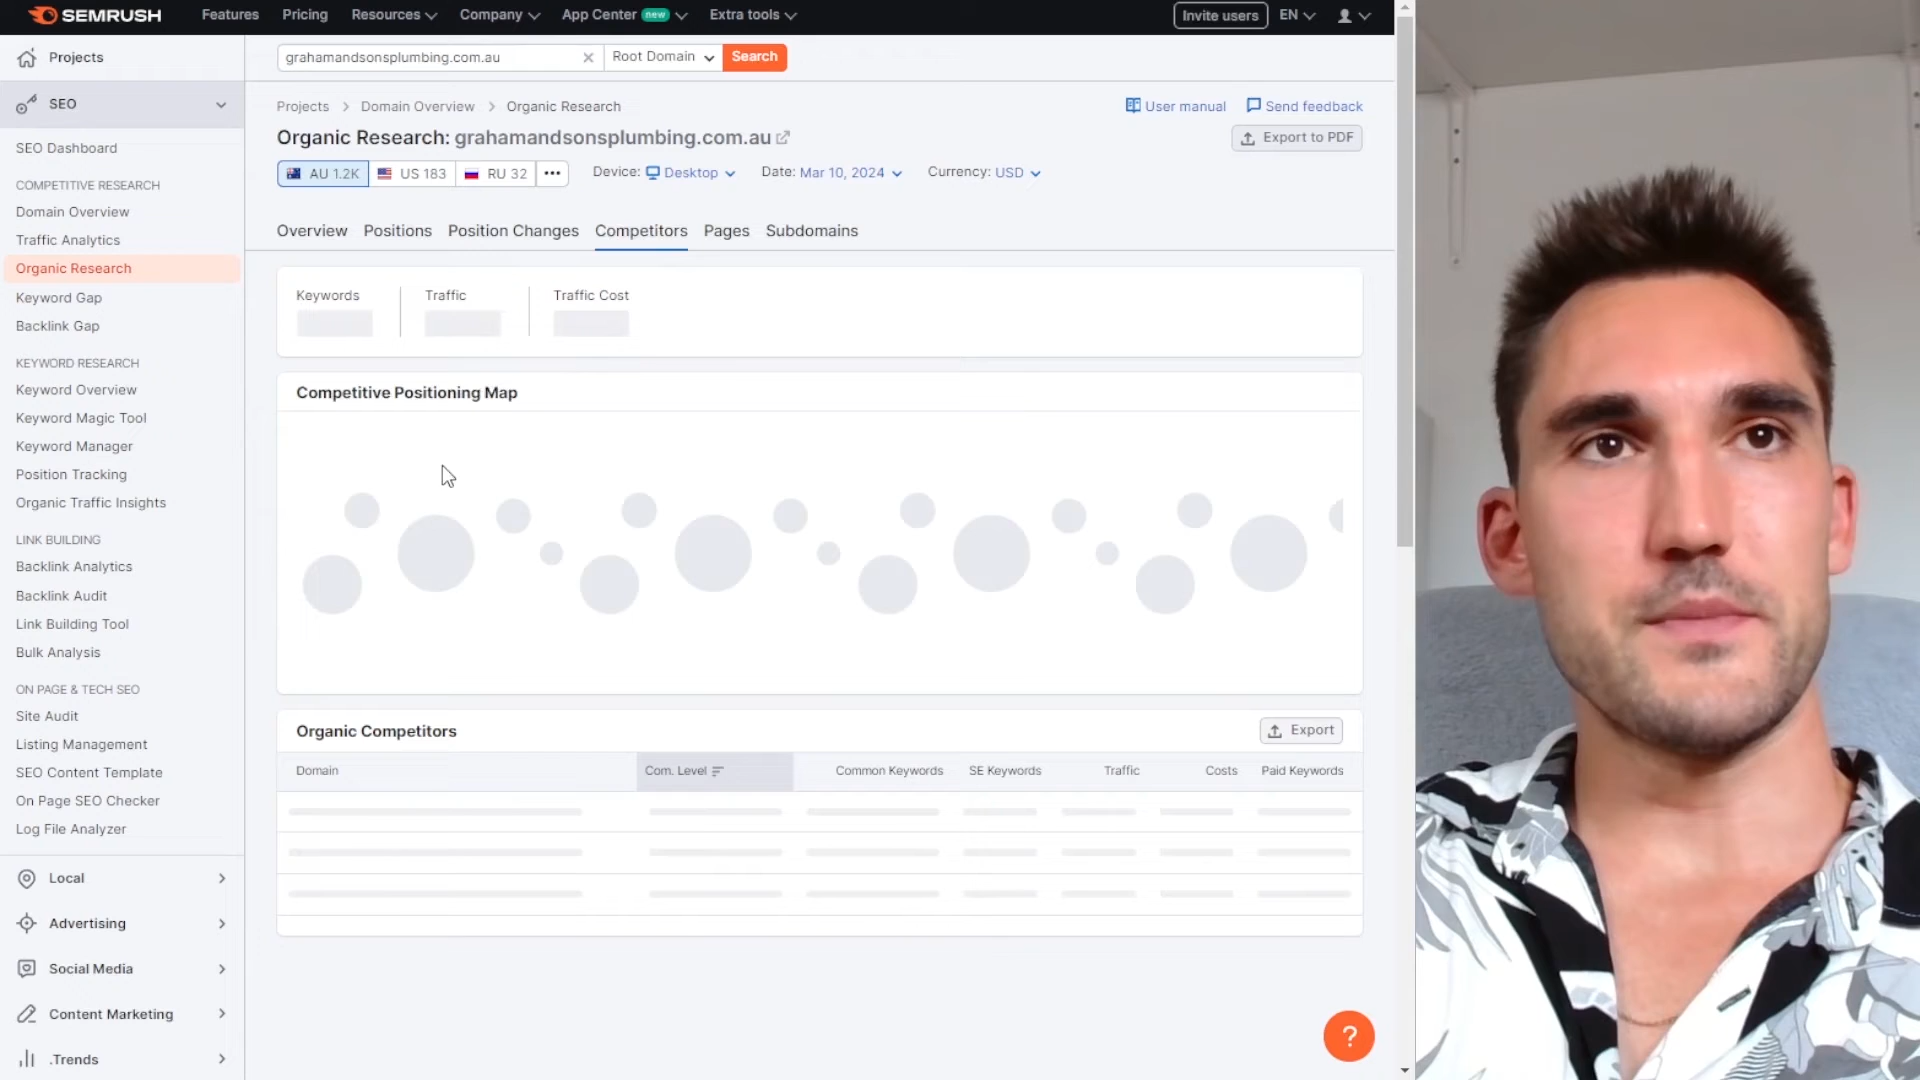 SEMRUSH
Features
Pricing
Resources
Company
App Center new
Extra tools
Invite users
EN
Projects
grahamandsonsplumbing.com.au
Root Domain
Search
SEO
Projects > Domain Overview > Organic Research
User manual
Send feedback
Organic Research: grahamandsonsplumbing.com.au
Export to PDF
AU 1.2K
US 183
RU 32
Device: Desktop
Date: Mar 10, 2024
Currency: USD
SEO Dashboard
COMPETITIVE RESEARCH
Domain Overview
Traffic Analytics
Organic Research
Keyword Gap
Backlink Gap
KEYWORD RESEARCH
Keyword Overview
Keyword Magic Tool
Keyword Manager
Position Tracking
Organic Traffic Insights
LINK BUILDING
Backlink Analytics
Backlink Audit
Link Building Tool
Bulk Analysis
ON PAGE & TECH SEO
Site Audit
Listing Management
SEO Content Template
On Page SEO Checker
Log File Analyzer
Local
Advertising
Social Media
Content Marketing
.Trends
Overview
Positions
Position Changes
Competitors
Pages
Subdomains
Keywords
Traffic
Traffic Cost
Competitive Positioning Map
Organic Competitors
Export
Domain
Com. Level
Common Keywords
SE Keywords
Traffic
Costs
Paid Keywords
?